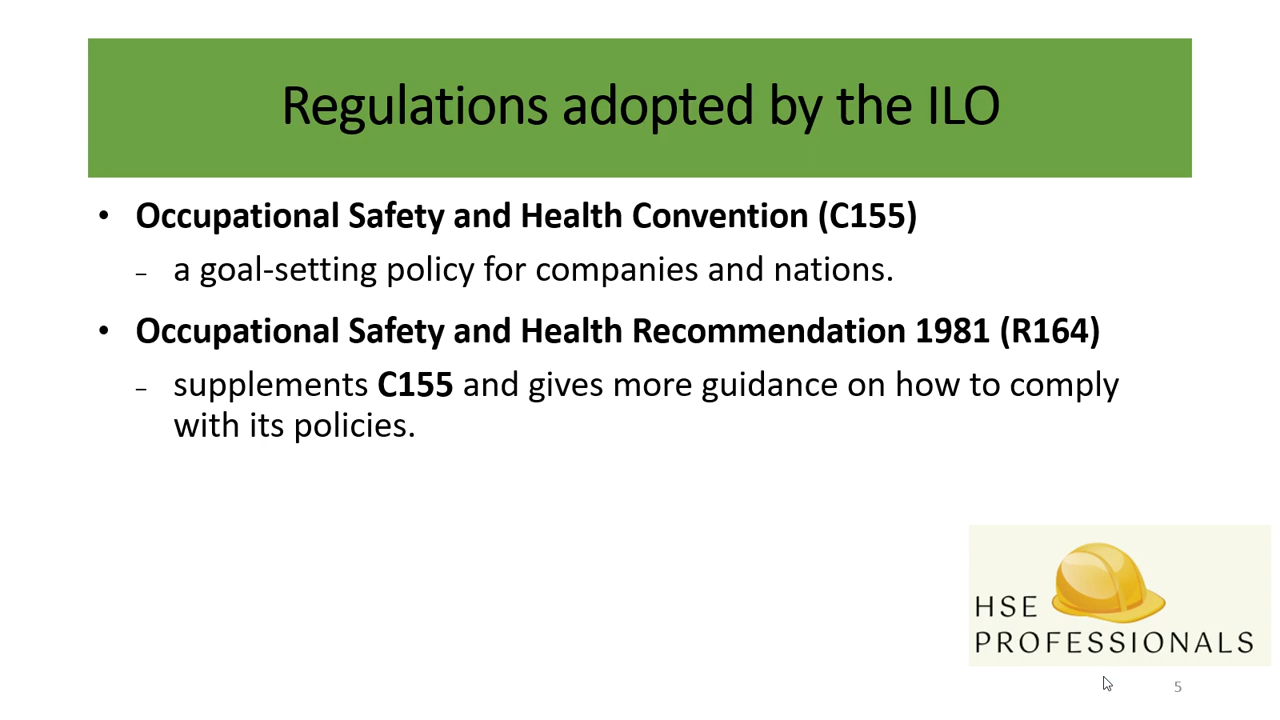 Regulations adopted by the ILO
• Occupational Safety and Health Convention (C155)
– a goal-setting policy for companies and nations.
• Occupational Safety and Health Recommendation 1981 (R164)
– supplements C155 and gives more guidance on how to comply
with its policies.
HSE
PROFESSIONALS
5